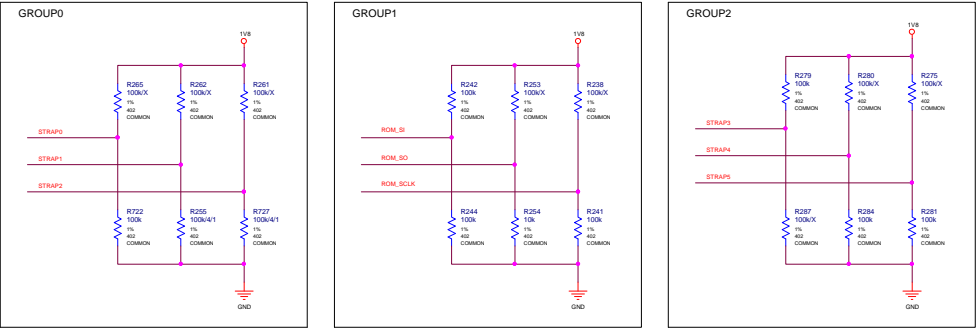 GROUP0
1V8
R265
100k/X
1%
402
COMMON
R262
100k/X
1%
402
COMMON
R261
100k/X
1%
402
COMMON
STRAP0
STRAP1
STRAP2
R722
100k
1%
402
COMMON
R255
100k/4/1
1%
402
COMMON
R727
100k/4/1
1%
402
COMMON
GND
GROUP1
1V8
R242
100k
1%
402
COMMON
R253
100k/X
1%
402
COMMON
R238
100k/X
1%
402
COMMON
ROM_SI
ROM_SO
ROM_SCLK
R244
100k
1%
402
COMMON
R254
10k
1%
402
COMMON
R241
100k
1%
402
COMMON
GND
GROUP2
1V8
R279
100k
1%
402
COMMON
R280
100k/X
1%
402
COMMON
R275
100k/X
1%
402
COMMON
STRAP3
STRAP4
STRAP5
R287
100k/X
1%
402
COMMON
R284
100k
1%
402
COMMON
R281
100k
1%
402
COMMON
GND